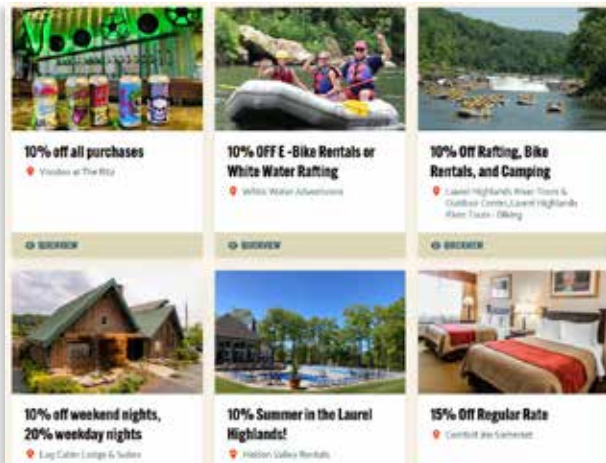 10% off all purchases
Voodoo at The Ritz
QUICKVIEW
10% OFF E-Bike Rentals or
White Water Rafting
White Water Adventurers
QUICKVIEW
10% Off Rafting, Bike
Rentals, and Camping
Laurel Highlands River Tours &
Outdoor Center, Laurel Highlands
River Tours - Biking
QUICKVIEW
10% off weekend nights,
20% weekday nights
Log Cabin Lodge & Suites
10% Summer in the Laurel
Highlands!
Hidden Valley Rentals
15% Off Regular Rate
Comfort Inn Somerset